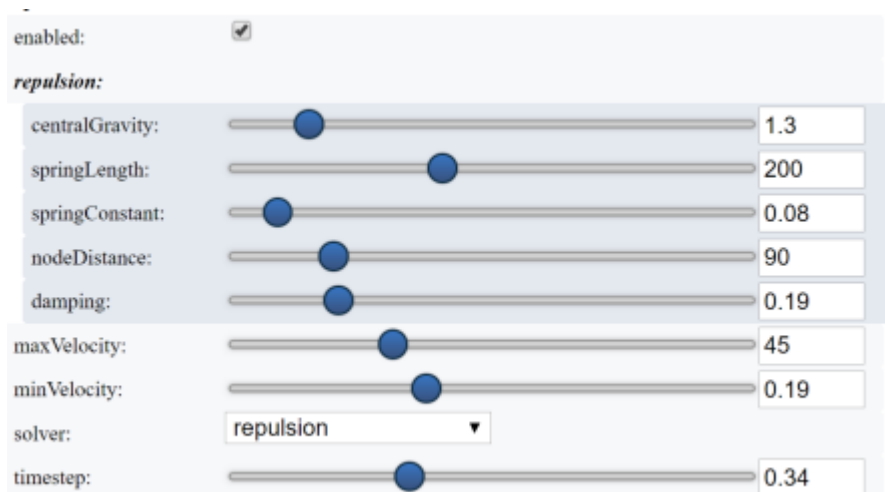 enabled:
repulsion:
centralGravity: 1.3
springLength: 200
springConstant: 0.08
nodeDistance: 90
damping: 0.19
maxVelocity: 45
minVelocity: 0.19
solver: repulsion
timestep: 0.34